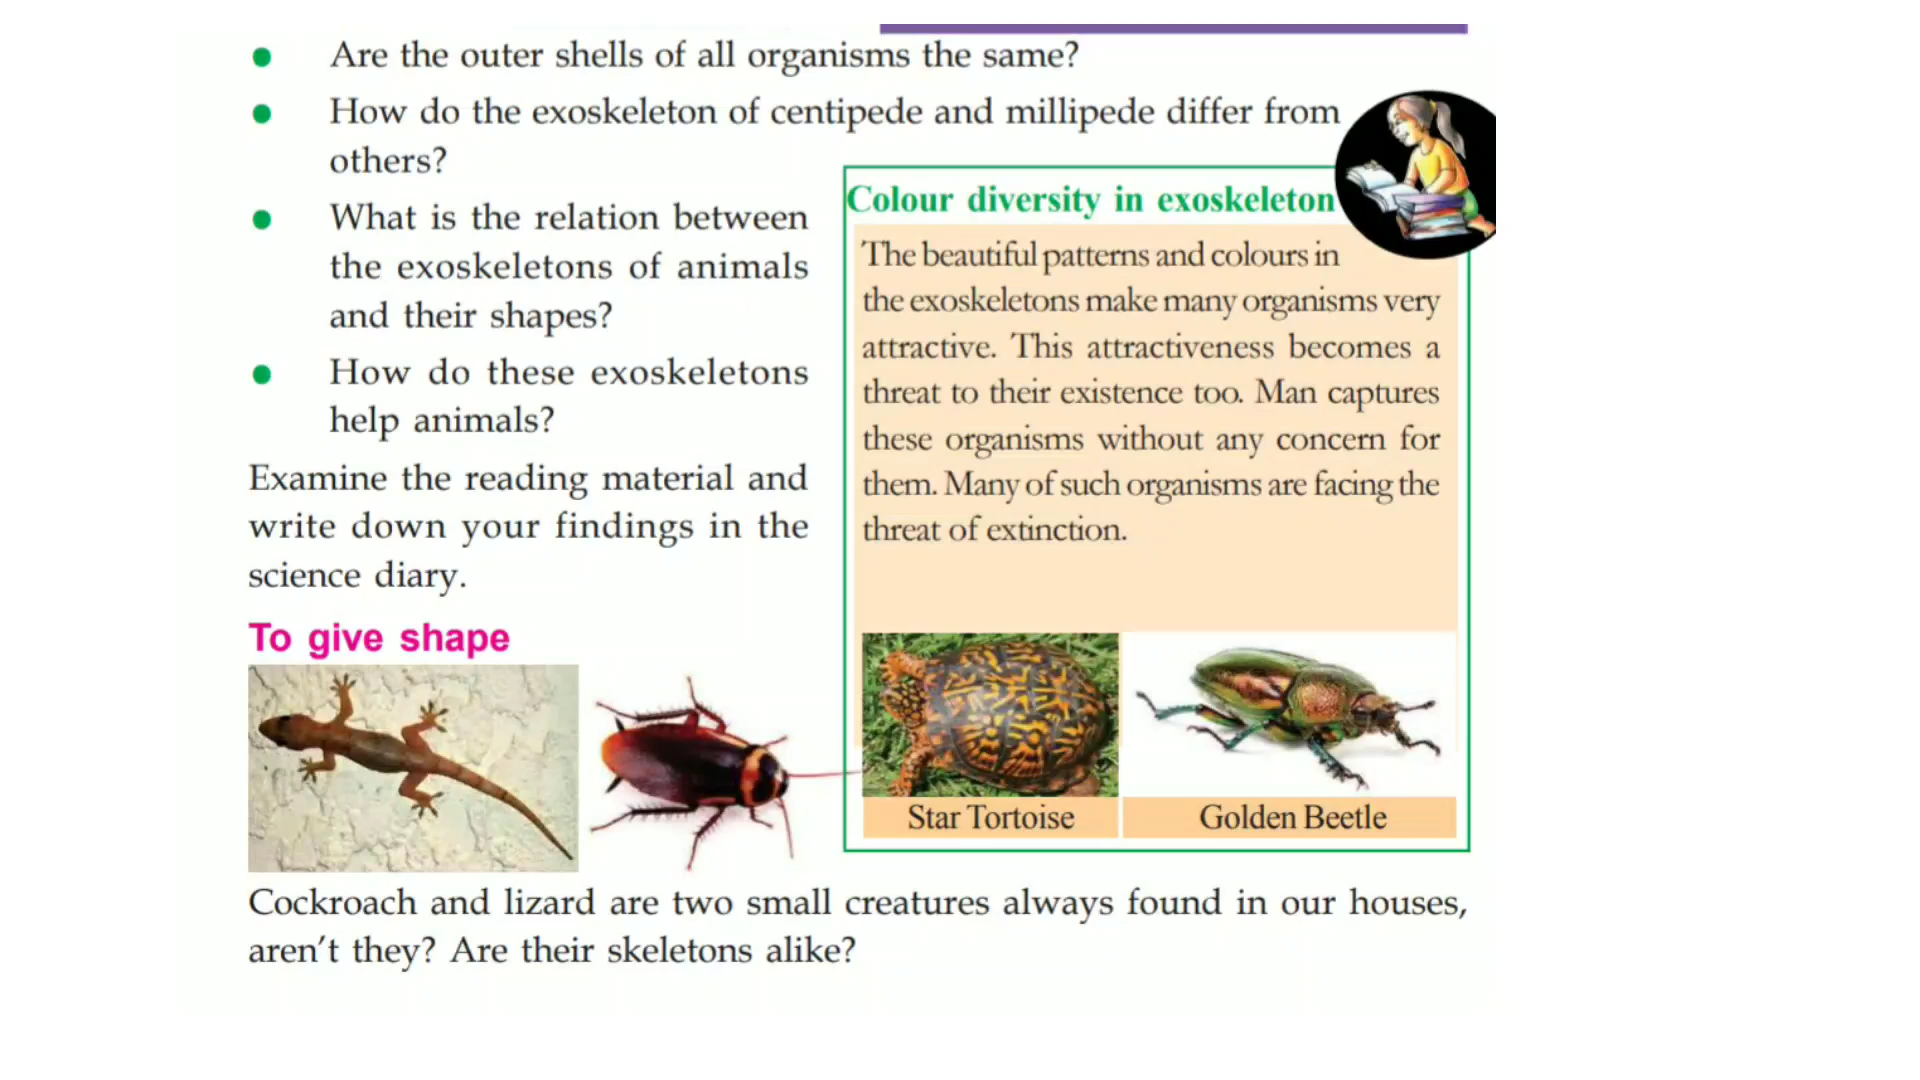 Are the outer shells of all organisms the same?
How do the exoskeleton of centipede and millipede differ from
others?
What is the relation between
the exoskeletons of animals
and their shapes?
How do these exoskeletons
help animals?
Examine the reading material and
write down your findings in the
science diary.
Colour diversity in exoskeleton
The beautiful patterns and colours in
the exoskeletons make many organisms very
attractive. This attractiveness becomes a
threat to their existence too. Man captures
these organisms without any concern for
them. Many of such organisms are facing the
threat of extinction.
Star Tortoise
Golden Beetle
To give shape
Cockroach and lizard are two small creatures always found in our houses,
aren't they? Are their skeletons alike?